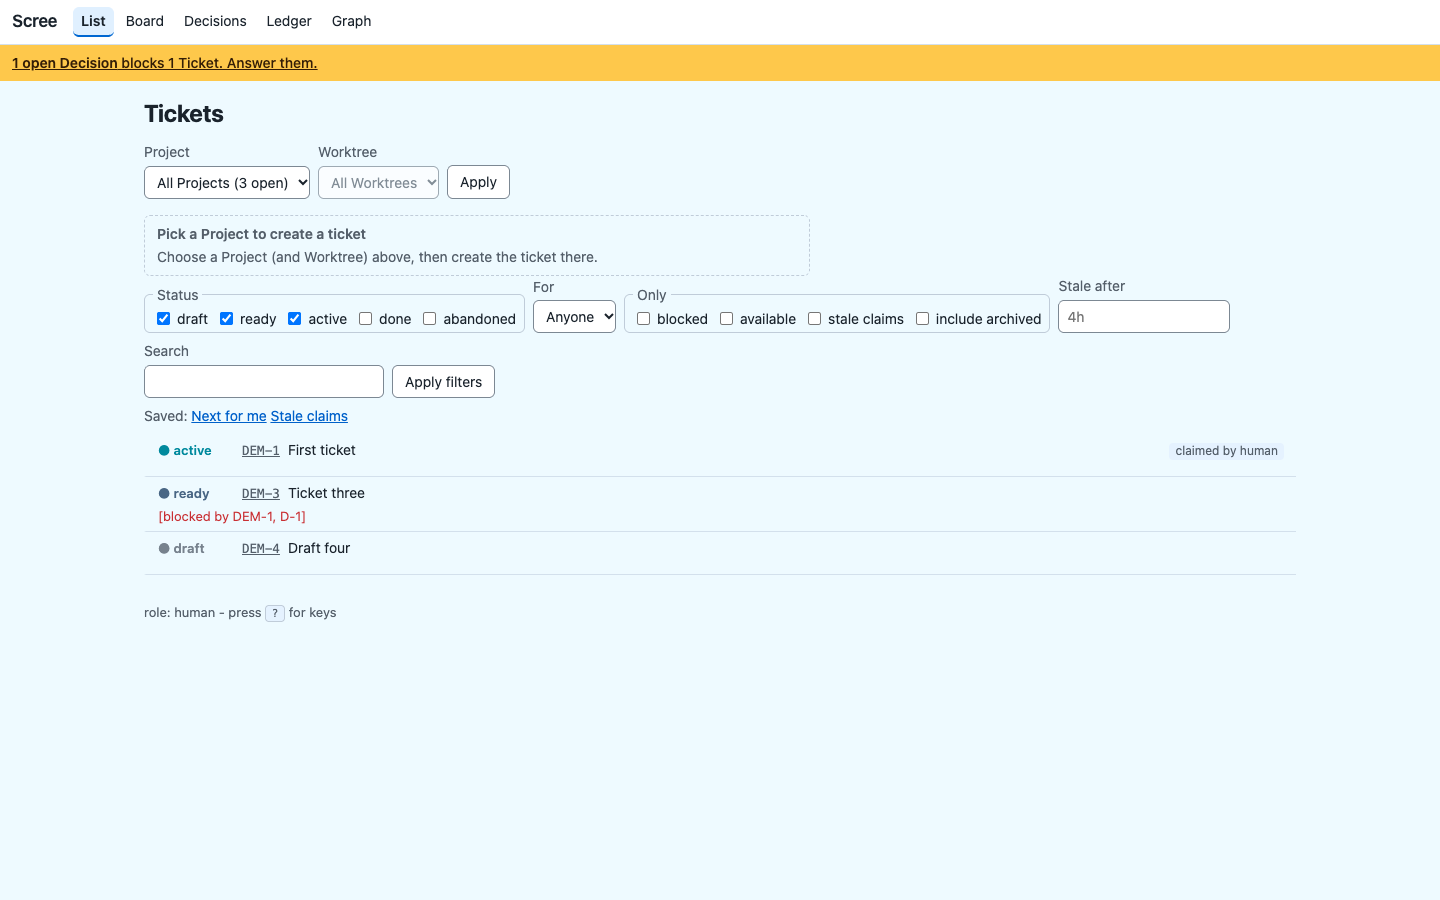 Scree List Board Decisions Ledger Graph
1 open Decision blocks 1 Ticket. Answer them.
Tickets
Project Worktree
All Projects (3 open) All Worktrees Apply
Pick a Project to create a ticket
Choose a Project (and Worktree) above, then create the ticket there.
Status For Only Stale after
draft ready active done abandoned Anyone blocked available stale claims include archived 4h
Search
Apply filters
Saved: Next for me Stale claims
active DEM-1 First ticket claimed by human
ready DEM-3 Ticket three
[blocked by DEM-1, D-1]
draft DEM-4 Draft four
role: human - press ? for keys